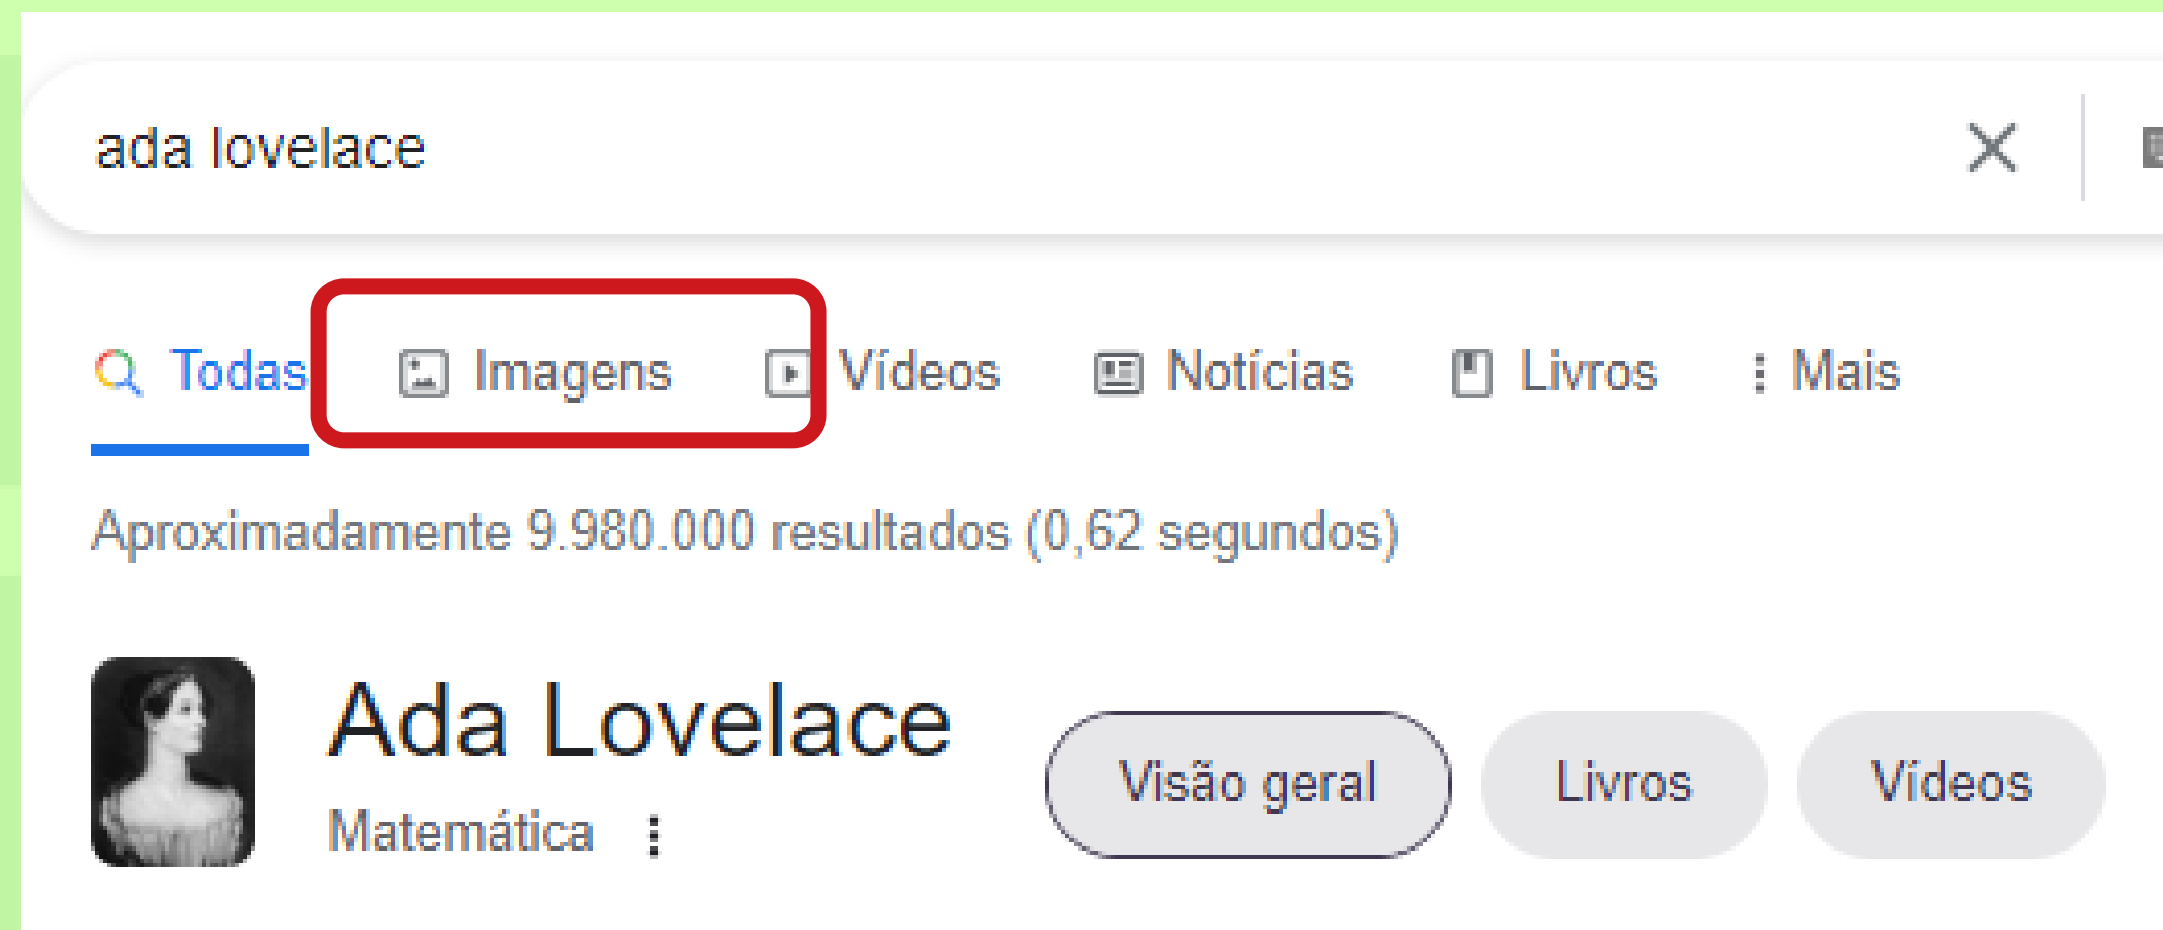 ada lovelace
Todas Imagens Vídeos Notícias Livros Mais
Aproximadamente 9.980.000 resultados (0,62 segundos)
Ada Lovelace
Matemática
Visão geral Livros Vídeos